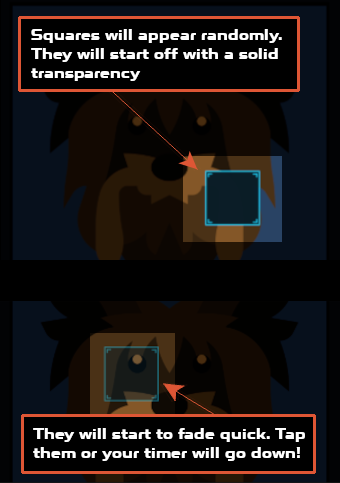 Squares will appear randomly.
They will start off with a solid
transparency
They will start to fade quick. Tap
them or your timer will go down!